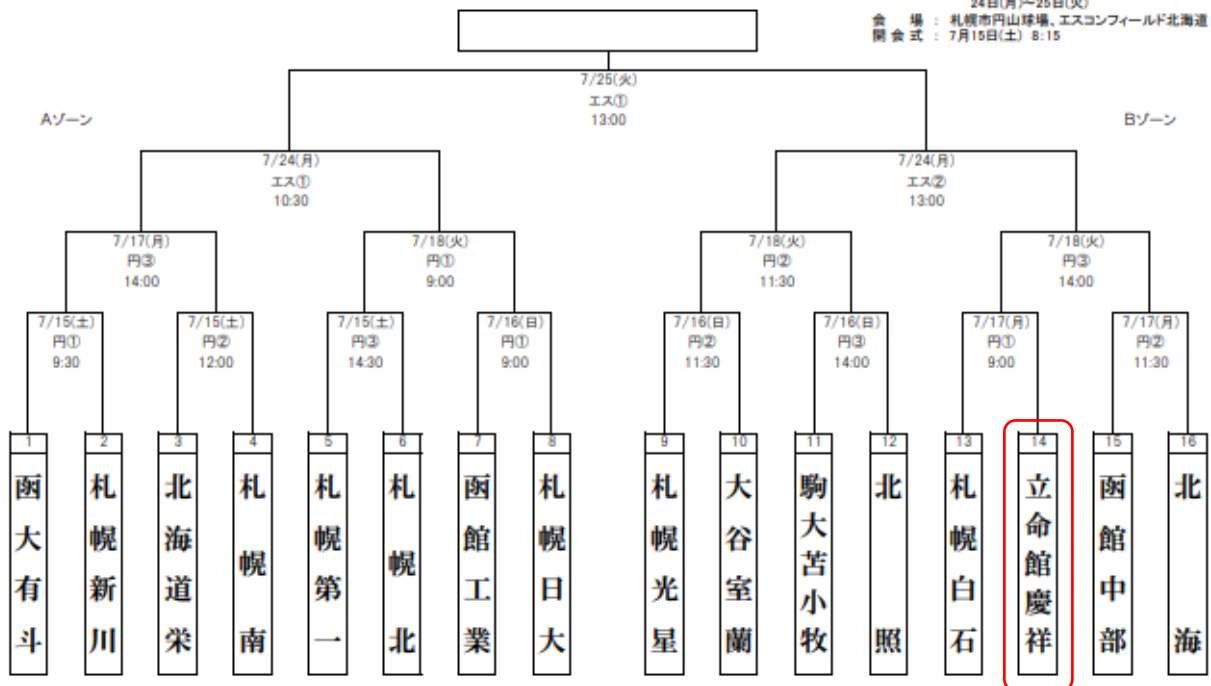 24日(月)~25日(火)
会　場 : 札幌市円山球場、エスコンフィールド北海道
開会式 : 7月15日(土) 8:15
7/25(火)
エス①
13:00
Aゾーン
Bゾーン
7/24(月)
エス①
10:30
7/24(月)
エス②
13:00
7/17(月)
円③
14:00
7/18(火)
円①
9:00
7/18(火)
円②
11:30
7/18(火)
円③
14:00
7/15(土)
円①
9:30
7/15(土)
円②
12:00
7/15(土)
円③
14:30
7/16(日)
円①
9:00
7/16(日)
円②
11:30
7/16(日)
円③
14:00
7/17(月)
円①
9:00
7/17(月)
円②
11:30
1
函大有斗
2
札幌新川
3
北海道栄
4
札幌南
5
札幌第一
6
札幌北
7
函館工業
8
札幌日大
9
札幌光星
10
大谷室蘭
11
駒大苫小牧
12
北照
13
札幌白石
14
立命館慶祥
15
函館中部
16
北海